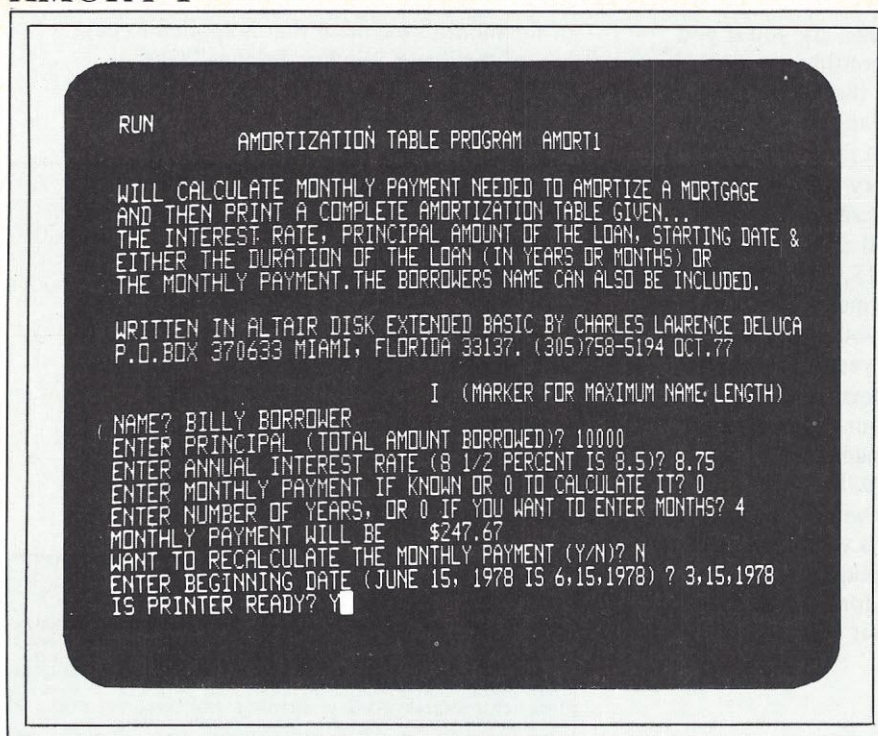 RUN
AMORTIZATION TABLE PROGRAM AMORT1
WILL CALCULATE MONTHLY PAYMENT NEEDED TO AMORTIZE A MORTGAGE
AND THEN PRINT A COMPLETE AMORTIZATION TABLE GIVEN...
THE INTEREST RATE, PRINCIPAL AMOUNT OF THE LOAN, STARTING DATE &
EITHER THE DURATION OF THE LOAN (IN YEARS OR MONTHS) OR
THE MONTHLY PAYMENT.THE BORROWERS NAME CAN ALSO BE INCLUDED.
WRITTEN IN ALTAIR DISK EXTENDED BASIC BY CHARLES LAWRENCE DELUCA
P.O.BOX 370633 MIAMI, FLORIDA 33137. (305)758-5194 OCT.77
I (MARKER FOR MAXIMUM NAME LENGTH)
NAME? BILLY BORROWER
ENTER PRINCIPAL (TOTAL AMOUNT BORROWED)? 10000
ENTER ANNUAL INTEREST RATE (8 1/2 PERCENT IS 8.5)? 8.75
ENTER MONTHLY PAYMENT IF KNOWN OR 0 TO CALCULATE IT? 0
ENTER NUMBER OF YEARS, OR 0 IF YOU WANT TO ENTER MONTHS? 4
MONTHLY PAYMENT WILL BE $247.67
WANT TO RECALCULATE THE MONTHLY PAYMENT (Y/N)? N
ENTER BEGINNING DATE (JUNE 15, 1978 IS 6,15,1978) ? 3,15,1978
IS PRINTER READY? Y